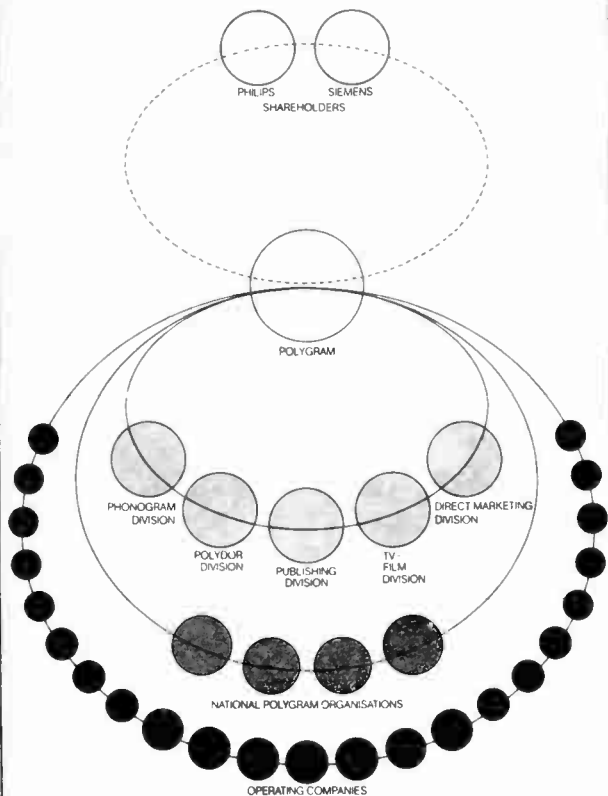 PHILIPS
SIEMENS
SHAREHOLDERS
POLYGRAM
PHONOGRAM
DIVISION
POLYDOR
DIVISION
PUBLISHING
DIVISION
TV-
FILM
DIVISION
DIRECT MARKETING
DIVISION
NATIONAL POLYGRAM ORGANISATIONS
OPERATING COMPANIES